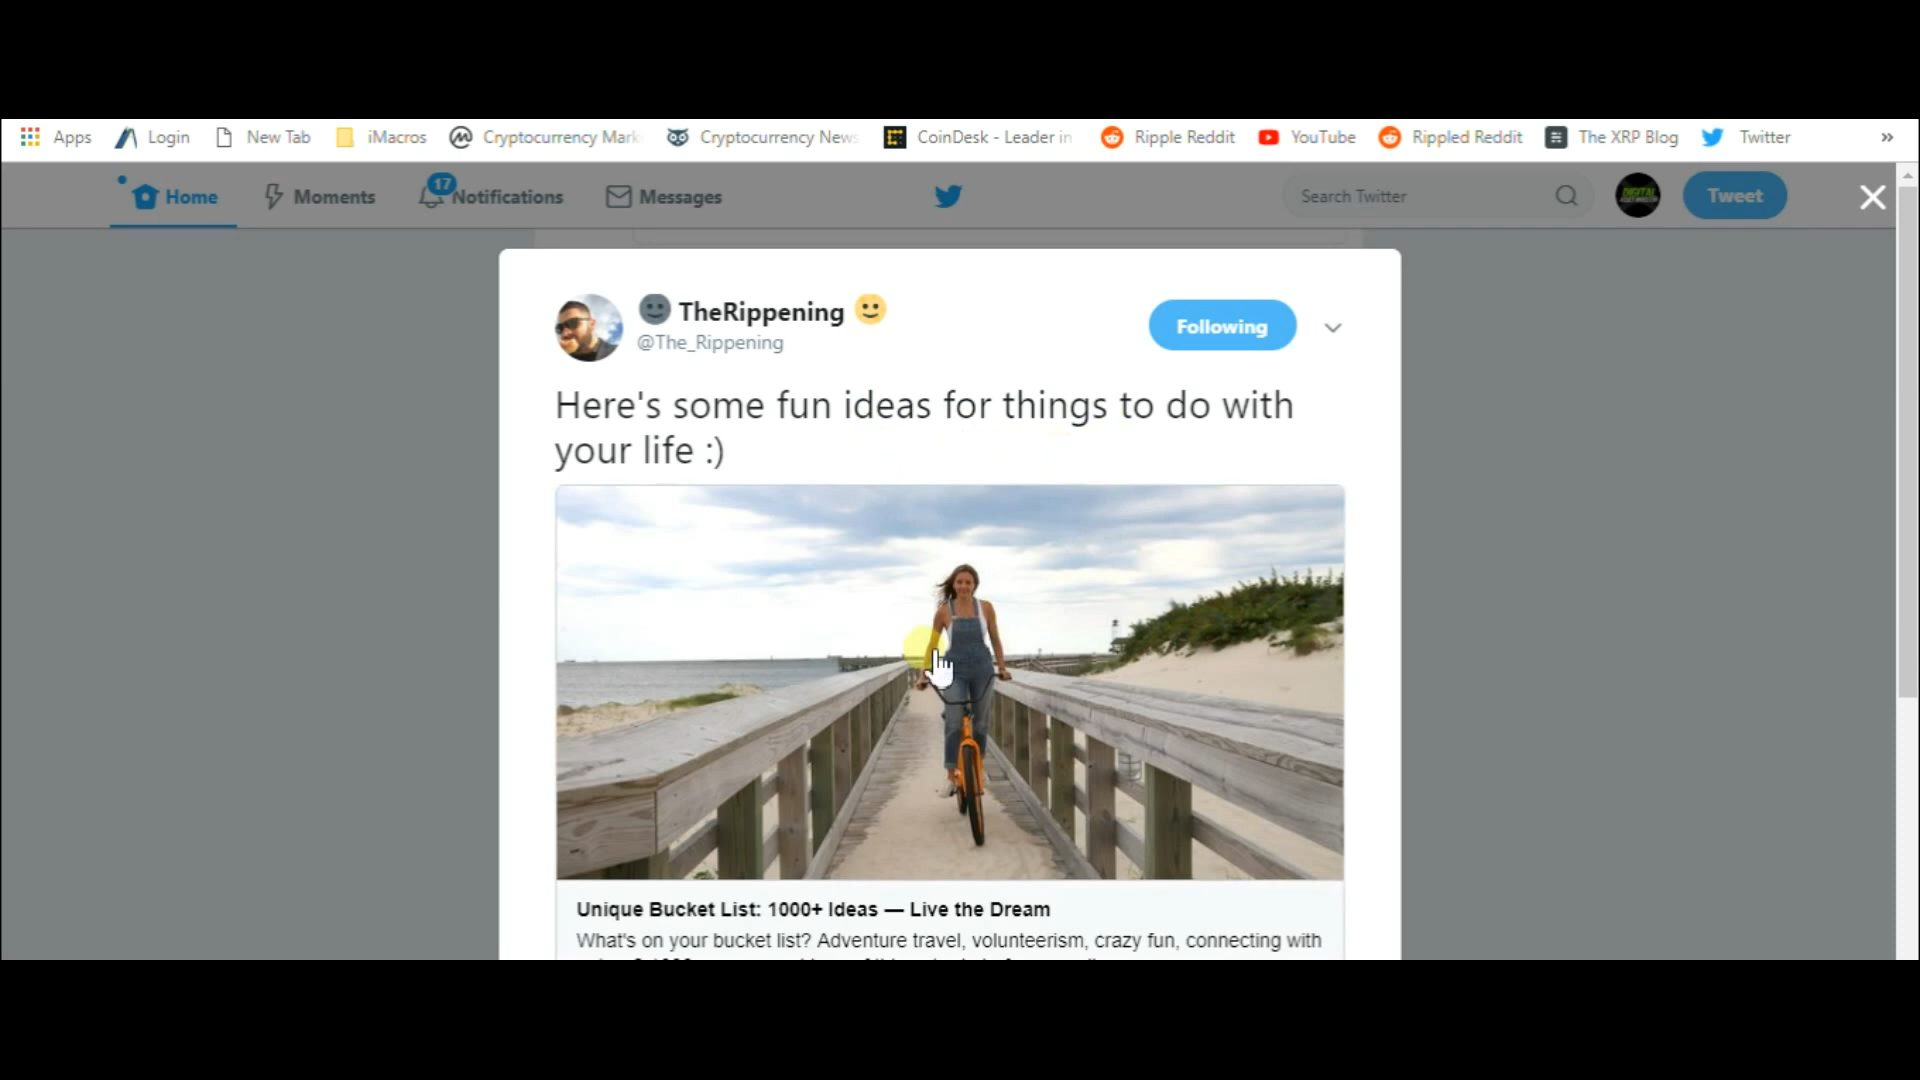 Apps Login New Tab iMacros Cryptocurrency Mark Cryptocurrency News CoinDesk - Leader in Ripple Reddit YouTube Rippled Reddit The XRP Blog Twitter »
Home Moments 17 Notifications Messages Search Twitter Tweet
TheRippening
@The_Rippening
Following
Here's some fun ideas for things to do with
your life :)
Unique Bucket List: 1000+ Ideas — Live the Dream
What's on your bucket list? Adventure travel, volunteerism, crazy fun, connecting with